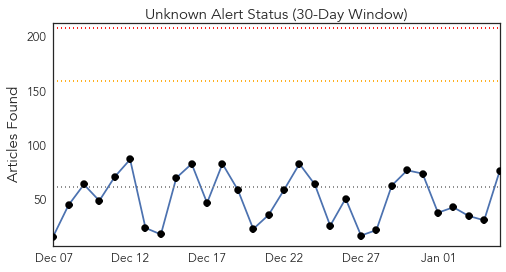 Unknown Alert Status (30-Day Window)
Articles Found
200
150
100
50
Dec 07 Dec 12 Dec 17 Dec 22 Dec 27 Jan 01